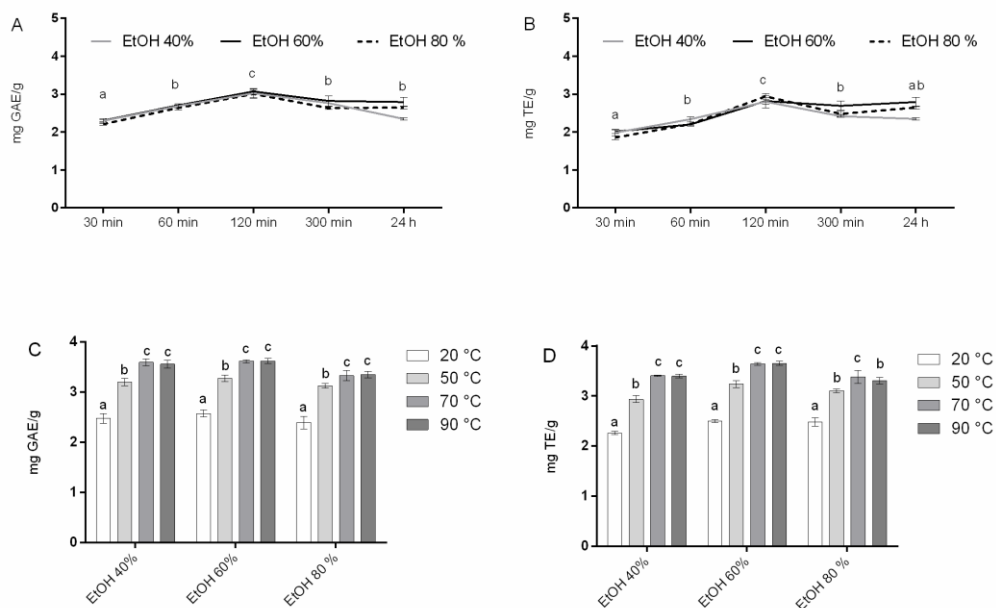 A
EtOH 40% EtOH 60% EtOH 80 %
mg GAE/g
5
4
3
2
1
0
a b c b b
30 min 60 min 120 min 300 min 24 h
B
EtOH 40% EtOH 60% EtOH 80 %
mg TE/g
5
4
3
2
1
0
a b c b ab
30 min 60 min 120 min 300 min 24 h
C
mg GAE/g
4
3
2
1
0
a b c c
a b c c
a b c c
20 °C
50 °C
70 °C
90 °C
EtOH 40% EtOH 60% EtOH 80 %
D
mg TE/g
4
3
2
1
0
a b c c
a b c c
a b c b
20 °C
50 °C
70 °C
90 °C
EtOH 40% EtOH 60% EtOH 80 %